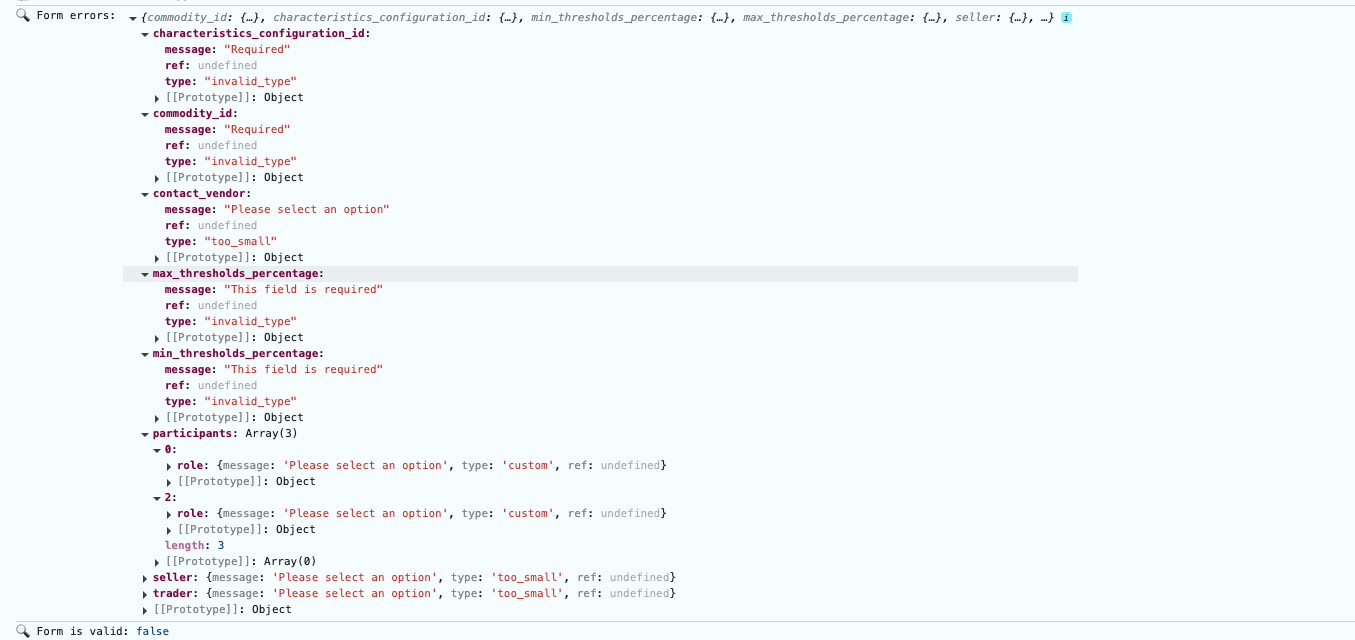 Form errors: {commodity_id: {…}, characteristics_configuration_id: {…}, min_thresholds_percentage: {…}, max_thresholds_percentage: {…}, seller: {…}, …} i
characteristics_configuration_id:
message: "Required"
ref: undefined
type: "invalid_type"
[[Prototype]]: Object
commodity_id:
message: "Required"
ref: undefined
type: "invalid_type"
[[Prototype]]: Object
contact_vendor:
message: "Please select an option"
ref: undefined
type: "too_small"
[[Prototype]]: Object
max_thresholds_percentage:
message: "This field is required"
ref: undefined
type: "invalid_type"
[[Prototype]]: Object
min_thresholds_percentage:
message: "This field is required"
ref: undefined
type: "invalid_type"
[[Prototype]]: Object
participants: Array(3)
0:
role: {message: 'Please select an option', type: 'custom', ref: undefined}
[[Prototype]]: Object
2:
role: {message: 'Please select an option', type: 'custom', ref: undefined}
[[Prototype]]: Object
length: 3
[[Prototype]]: Array(0)
seller: {message: 'Please select an option', type: 'too_small', ref: undefined}
trader: {message: 'Please select an option', type: 'too_small', ref: undefined}
[[Prototype]]: Object
Form is valid: false